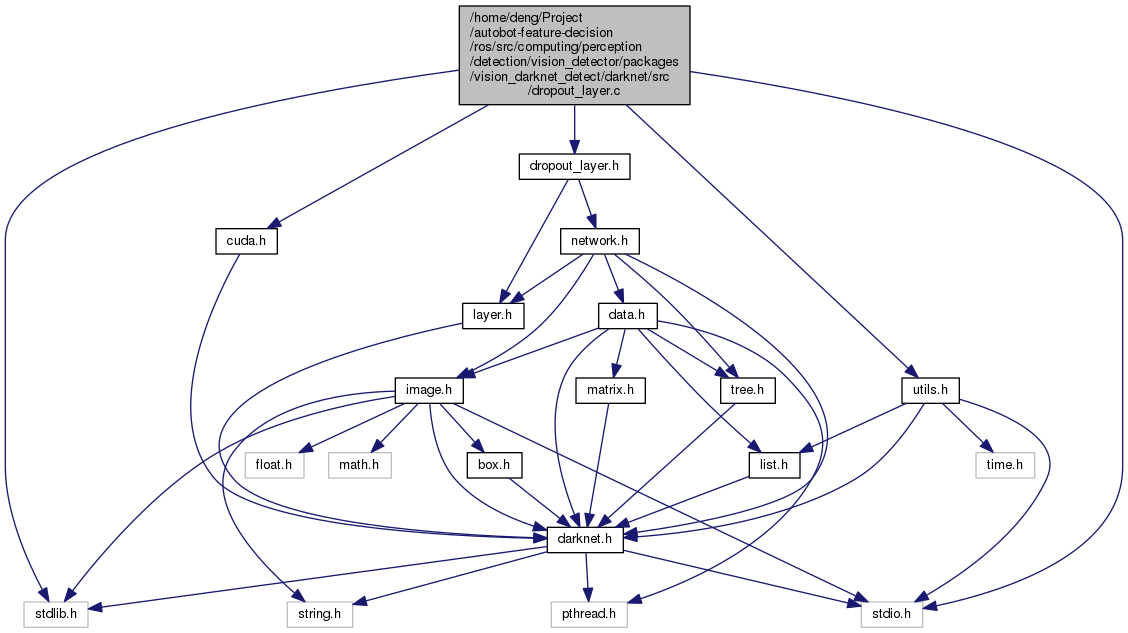 /home/deng/Project
/autobot-feature-decision
/ros/src/computing/perception
/detection/vision_detector/packages
/vision_darknet_detect/darknet/src
/dropout_layer.c
dropout_layer.h
cuda.h
network.h
layer.h
data.h
image.h
matrix.h
tree.h
utils.h
float.h
math.h
box.h
list.h
time.h
darknet.h
stdlib.h
string.h
pthread.h
stdio.h